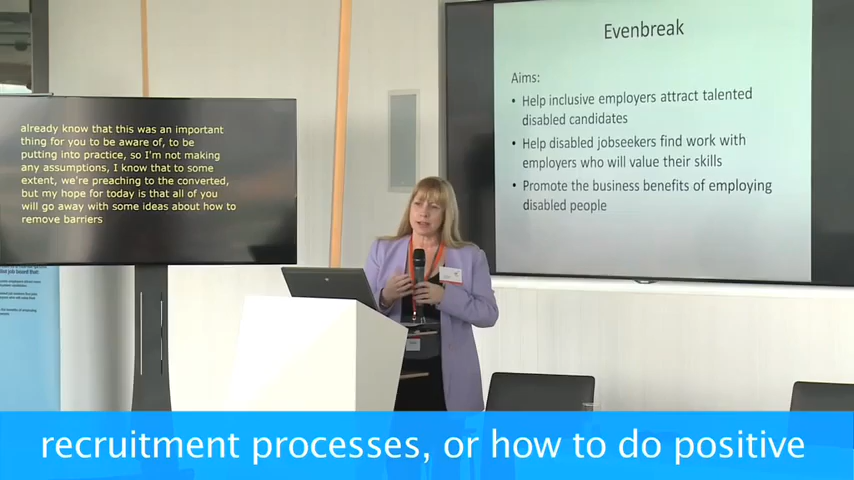 Evenbreak
Aims:
• Help inclusive employers attract talented
disabled candidates
• Help disabled jobseekers find work with
employers who will value their skills
• Promote the business benefits of employing
disabled people
already know that this was an important
thing for you to be aware of, to be
putting into practice, so I'm not making
any assumptions, I know that to some
extent, we're preaching to the converted,
but my hope for today is that all of you
will go away with some ideas about how to
remove barriers
recruitment processes, or how to do positive